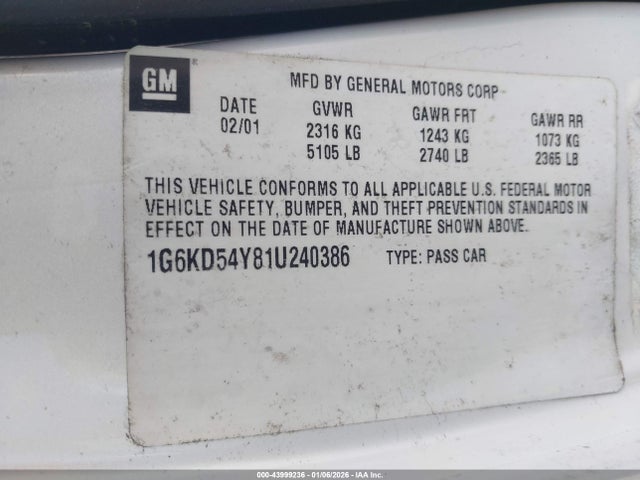 GM
MFD BY GENERAL MOTORS CORP
DATE GVWR GAWR FRT GAWR RR
02/01 2316 KG 1243 KG 1073 KG
5105 LB 2740 LB 2365 LB
THIS VEHICLE CONFORMS TO ALL APPLICABLE U.S. FEDERAL MOTOR
VEHICLE SAFETY, BUMPER, AND THEFT PREVENTION STANDARDS IN
EFFECT ON THE DATE OF MANUFACTURE SHOWN ABOVE.
1G6KD54Y81U240386 TYPE: PASS CAR
000-43999236 - 01/06/2026 - IAA Inc.